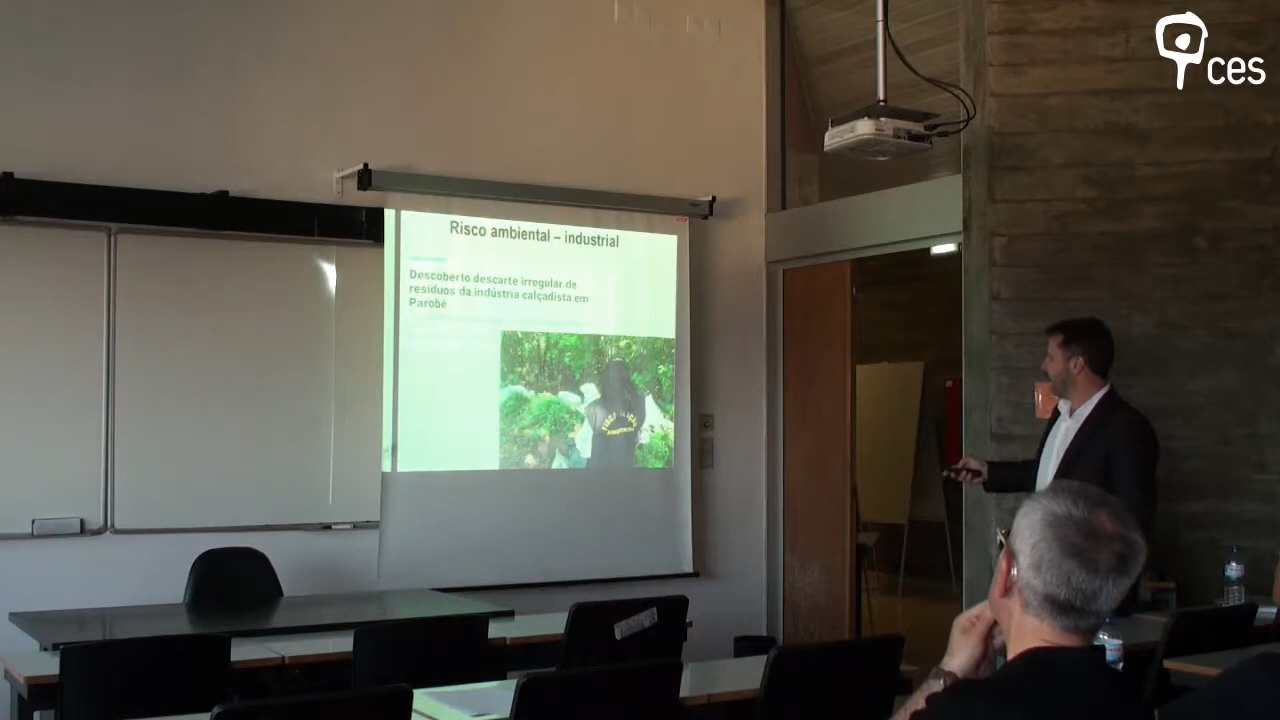 ces
Risco ambiental – industrial
Descoberto descarte irregular de
resíduos da indústria calçadista em
Parobé